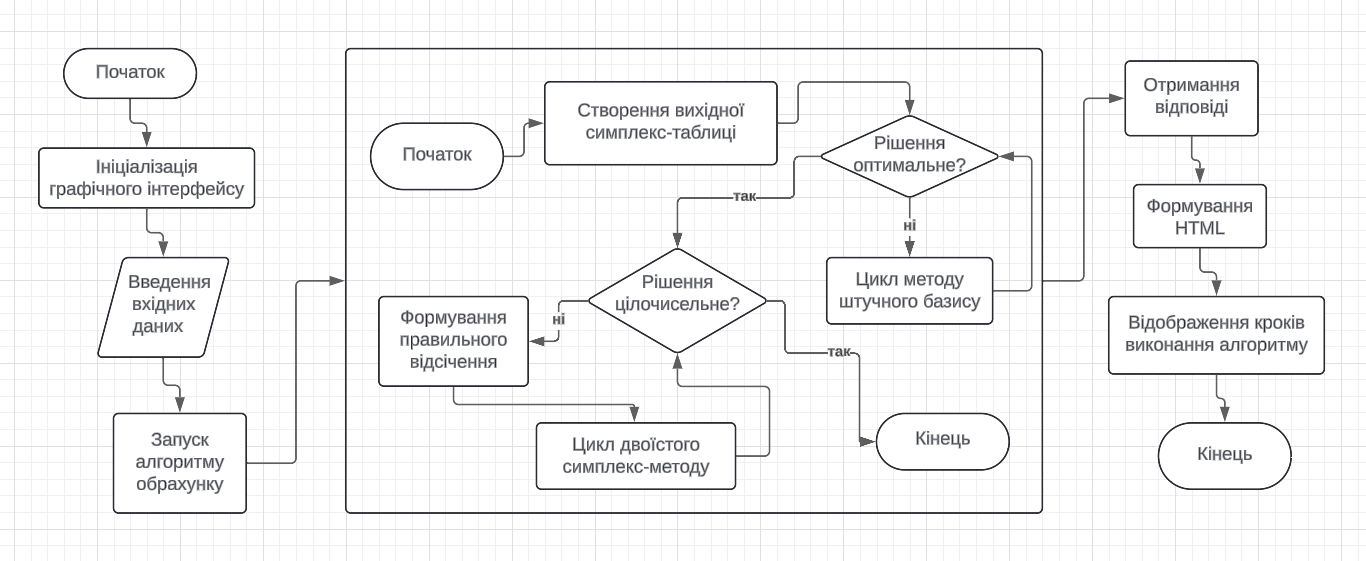 Початок
Ініціалізація
графічного інтерфейсу
Введення
вхідних
даних
Запуск
алгоритму
обрахунку
Початок
Створення вихідної
симплекс-таблиці
Рішення
оптимальне?
так
ні
Цикл методу
штучного базису
Рішення
цілочисельне?
ні
так
Формування
правильного
відсічення
Цикл двоїстого
симплекс-методу
Кінець
Отримання
відповіді
Формування
HTML
Відображення кроків
виконання алгоритму
Кінець